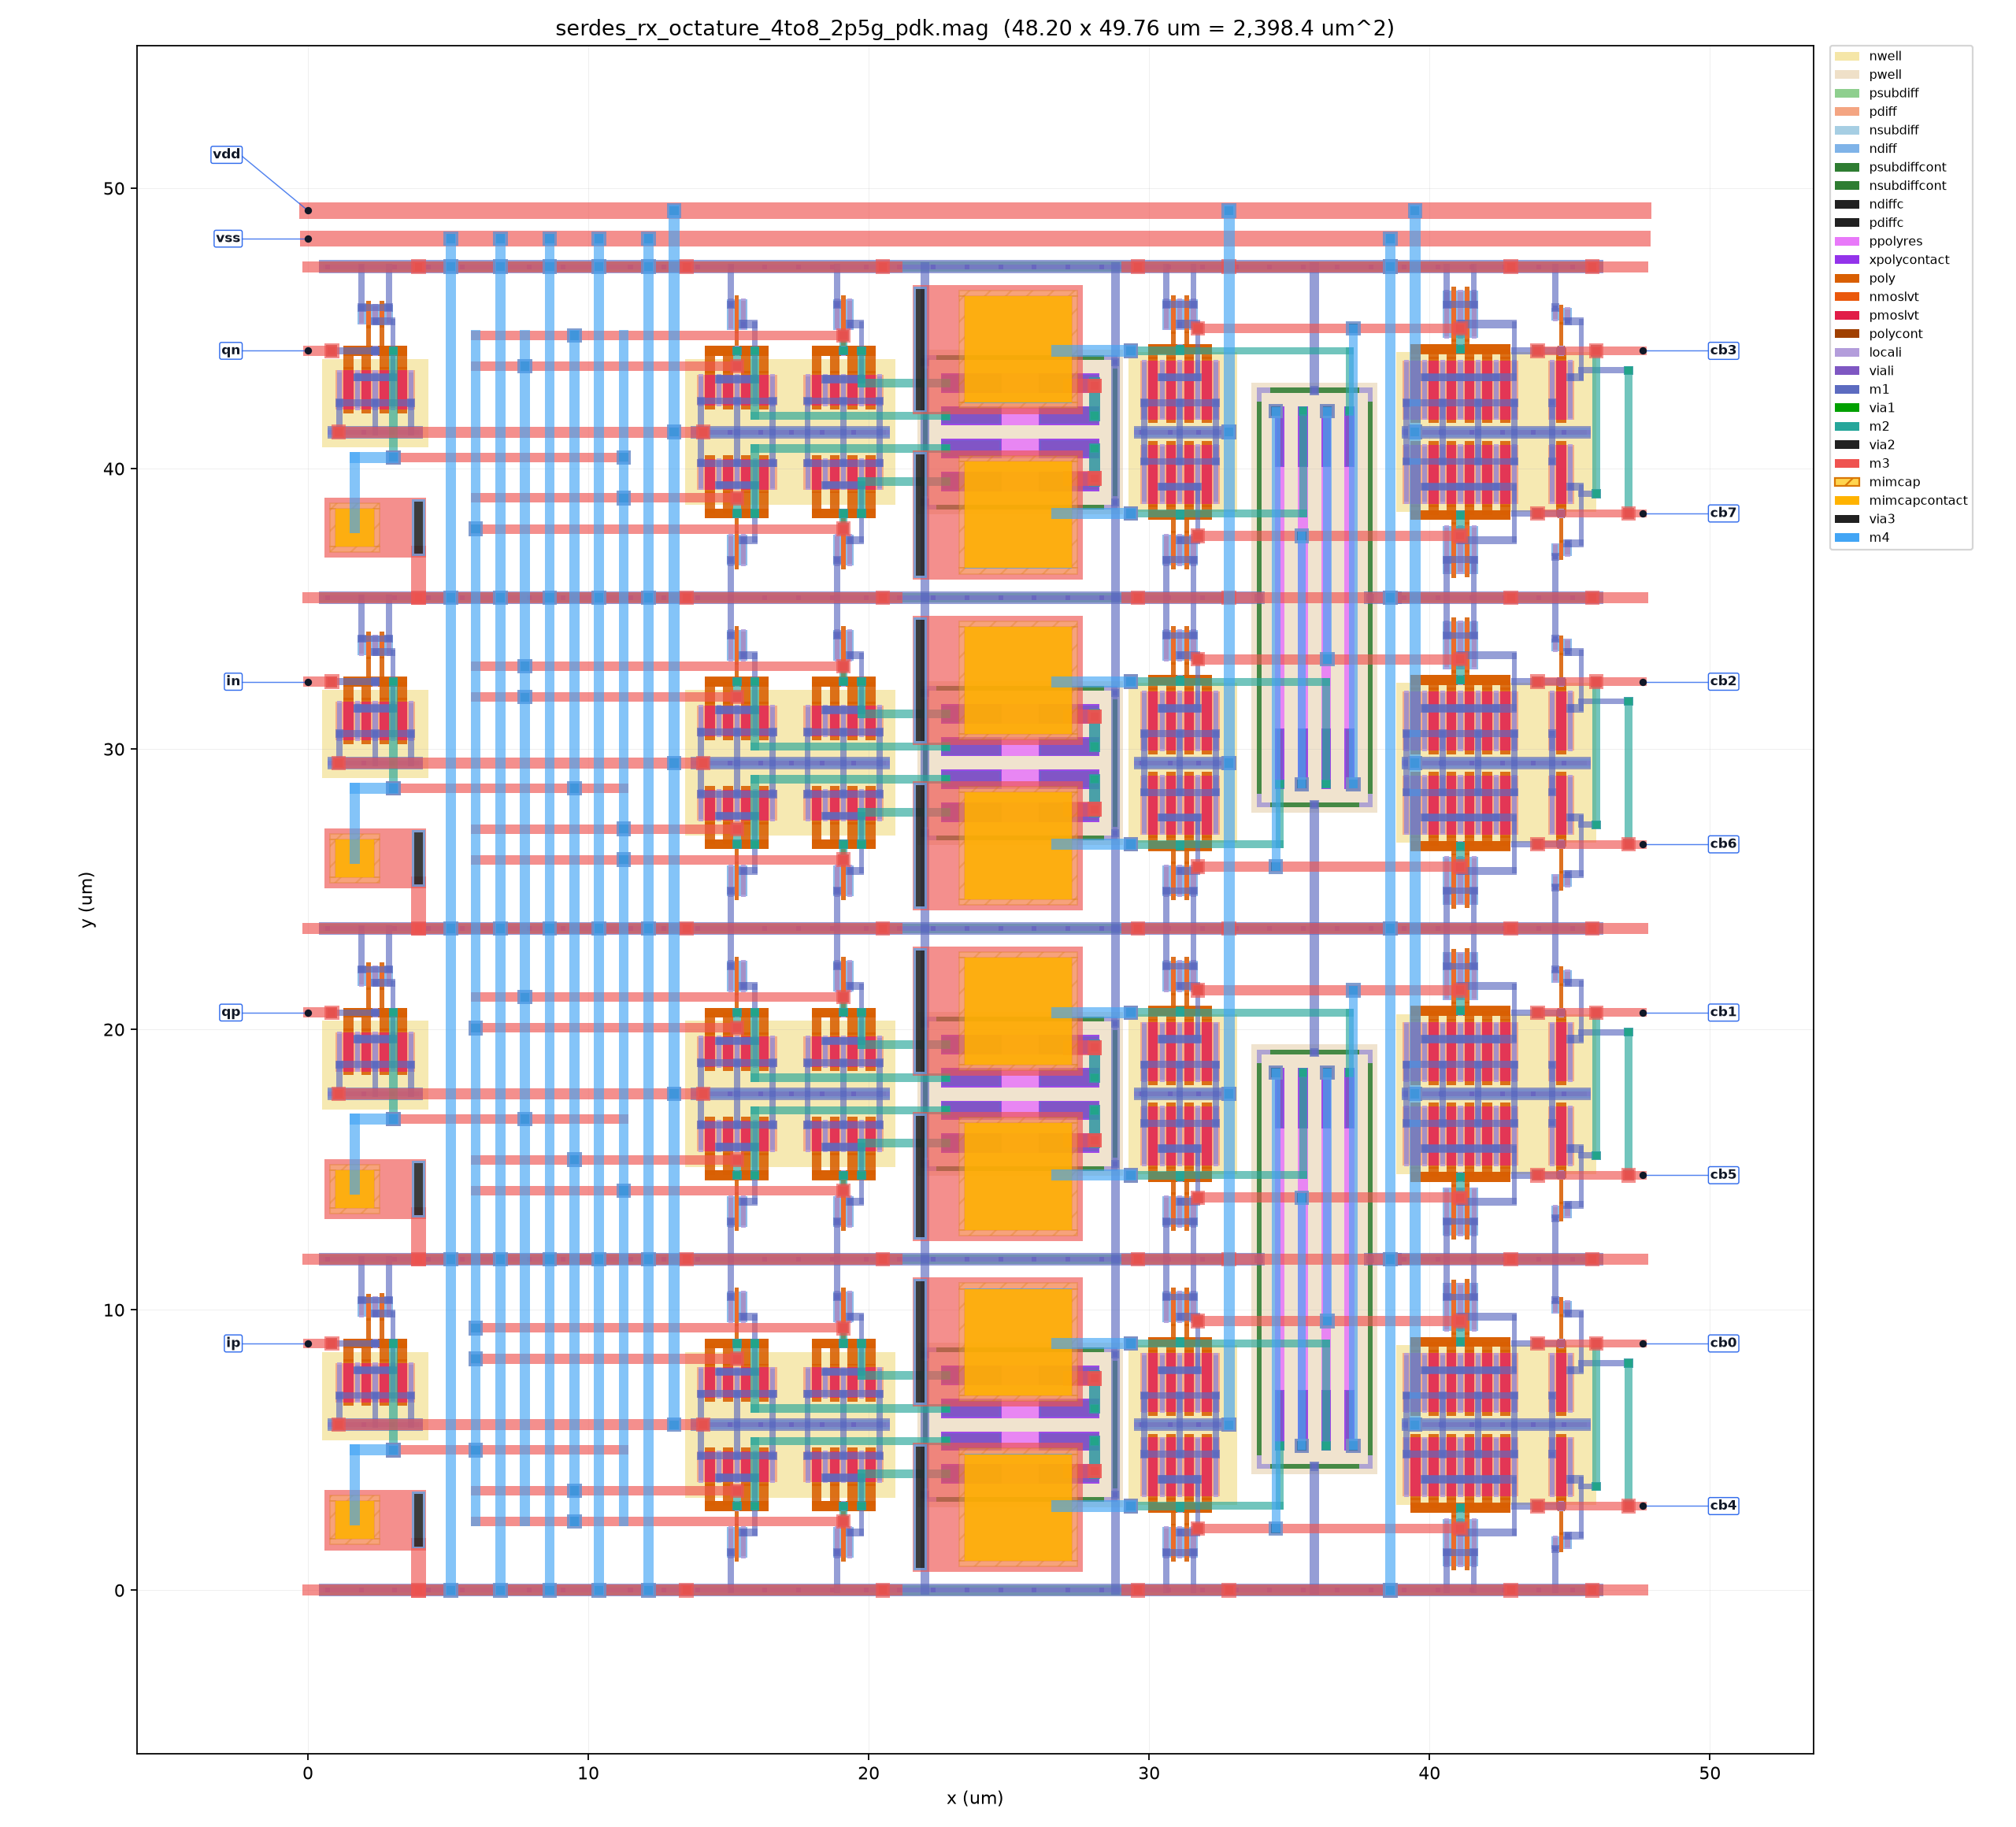 serdes_rx_octature_4to8_2p5g_pdk.mag  (48.20 x 49.76 um = 2,398.4 um^2)
nwell
pwell
psubdiff
pdiff
nsubdiff
ndiff
psubdiffcont
nsubdiffcont
ndiffc
pdiffc
ppolyres
xpolycontact
poly
nmoslvt
pmoslvt
polycont
locali
viali
m1
via1
m2
via2
m3
mimcap
mimcapcontact
via3
m4
vdd
vss
qn
in
qp
ip
cb3
cb7
cb2
cb6
cb1
cb5
cb0
cb4
50
40
30
20
10
0
y (um)
0 10 20 30 40 50
x (um)